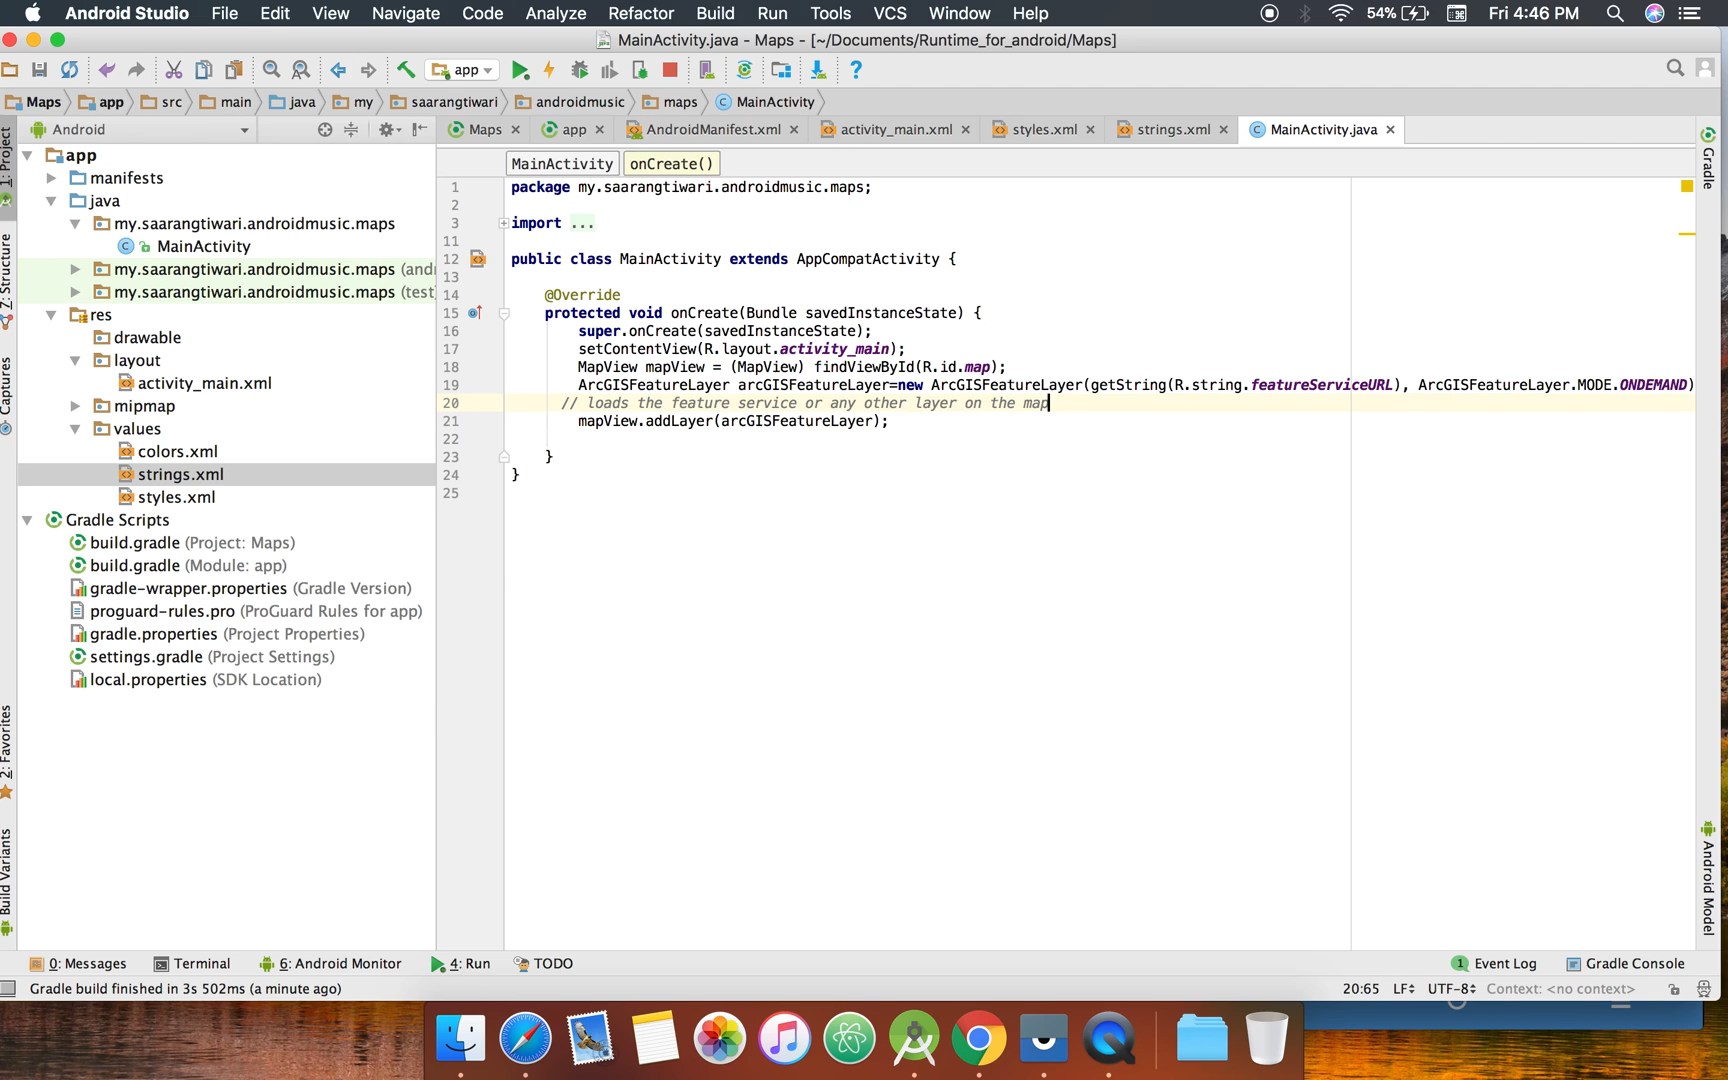 Android Studio File Edit View Navigate Code Analyze Refactor Build Run Tools VCS Window Help 54% Fri 4:46 PM
MainActivity.java - Maps - [~/Documents/Runtime_for_android/Maps]
app
Maps app src main java my saarangtiwari androidmusic maps MainActivity
Android
Maps app AndroidManifest.xml activity_main.xml styles.xml strings.xml MainActivity.java
1: Project
Z: Structure
Captures
2: Favorites
Build Variants
app
manifests
java
my.saarangtiwari.androidmusic.maps
MainActivity
my.saarangtiwari.androidmusic.maps (and
my.saarangtiwari.androidmusic.maps (test
res
drawable
layout
activity_main.xml
mipmap
values
colors.xml
strings.xml
styles.xml
Gradle Scripts
build.gradle (Project: Maps)
build.gradle (Module: app)
gradle-wrapper.properties (Gradle Version)
proguard-rules.pro (ProGuard Rules for app)
gradle.properties (Project Properties)
settings.gradle (Project Settings)
local.properties (SDK Location)
MainActivity onCreate()
1 package my.saarangtiwari.androidmusic.maps;
2
3 import ...
11
12 public class MainActivity extends AppCompatActivity {
13
14 @Override
15 protected void onCreate(Bundle savedInstanceState) {
16 super.onCreate(savedInstanceState);
17 setContentView(R.layout.activity_main);
18 MapView mapView = (MapView) findViewById(R.id.map);
19 ArcGISFeatureLayer arcGISFeatureLayer=new ArcGISFeatureLayer(getString(R.string.featureServiceURL), ArcGISFeatureLayer.MODE.ONDEMAND)
20 // loads the feature service or any other layer on the map
21 mapView.addLayer(arcGISFeatureLayer);
22
23 }
24 }
25
Gradle
Android Model
0: Messages Terminal 6: Android Monitor 4: Run TODO 1 Event Log Gradle Console
Gradle build finished in 3s 502ms (a minute ago) 20:65 LF UTF-8 Context: <no context>